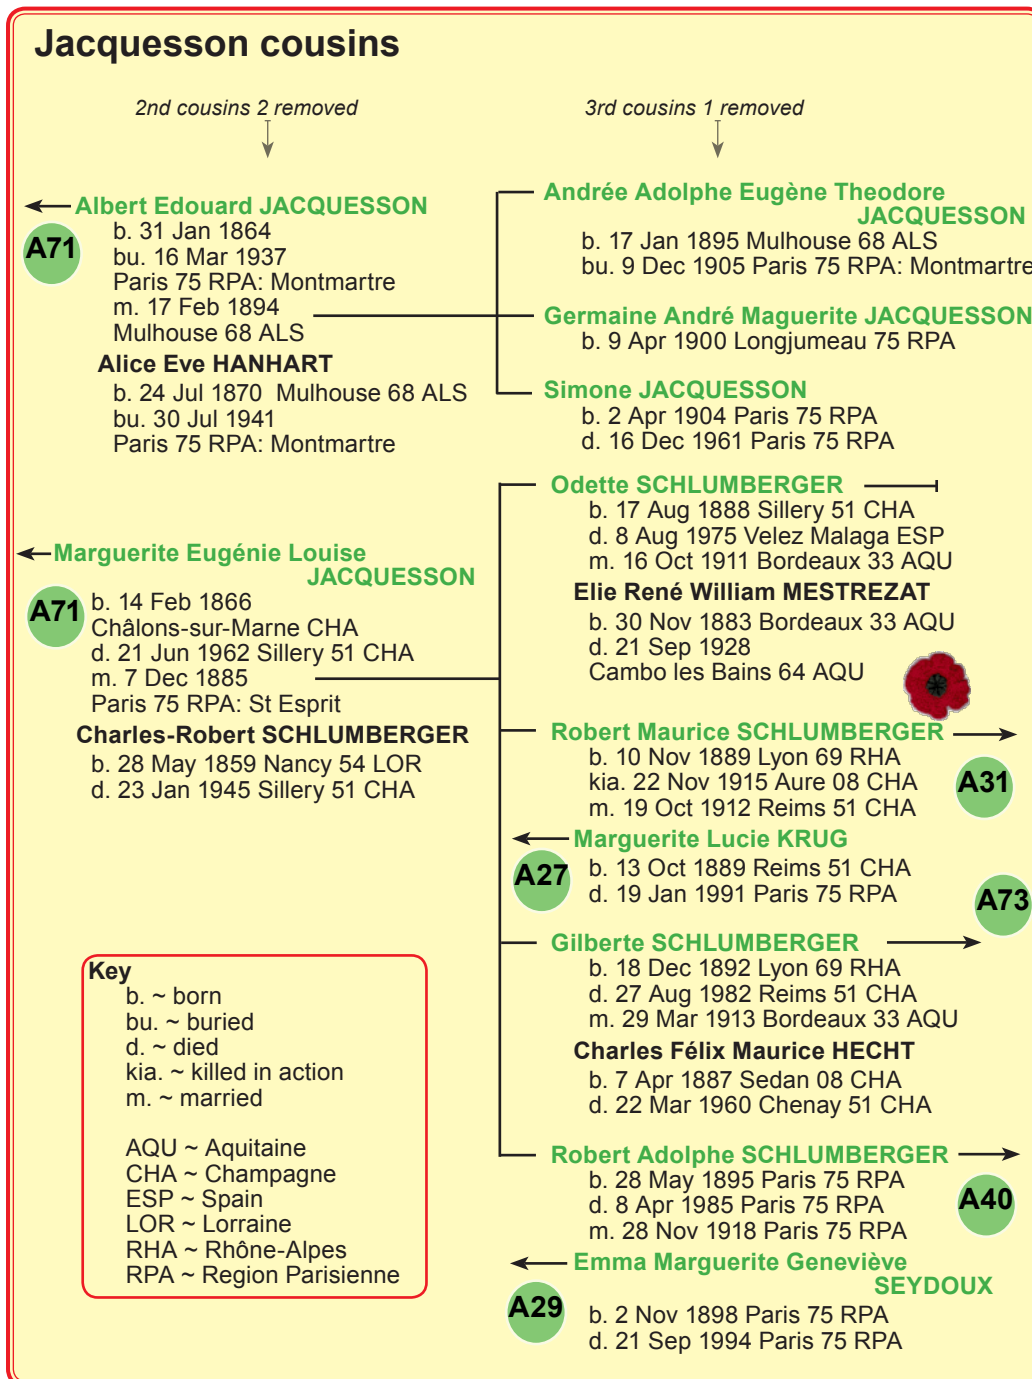 Jacquesson cousins
2nd cousins 2 removed
3rd cousins 1 removed
Albert Edouard JACQUESSON
A71
b. 31 Jan 1864
bu. 16 Mar 1937
Paris 75 RPA: Montmartre
m. 17 Feb 1894
Mulhouse 68 ALS
Alice Eve HANHART
b. 24 Jul 1870 Mulhouse 68 ALS
bu. 30 Jul 1941
Paris 75 RPA: Montmartre
Andrée Adolphe Eugène Theodore
JACQUESSON
b. 17 Jan 1895 Mulhouse 68 ALS
bu. 9 Dec 1905 Paris 75 RPA: Montmartre
Germaine André Maguerite JACQUESSON
b. 9 Apr 1900 Longjumeau 75 RPA
Simone JACQUESSON
b. 2 Apr 1904 Paris 75 RPA
d. 16 Dec 1961 Paris 75 RPA
Marguerite Eugénie Louise
JACQUESSON
A71
b. 14 Feb 1866
Châlons-sur-Marne CHA
d. 21 Jun 1962 Sillery 51 CHA
m. 7 Dec 1885
Paris 75 RPA: St Esprit
Charles-Robert SCHLUMBERGER
b. 28 May 1859 Nancy 54 LOR
d. 23 Jan 1945 Sillery 51 CHA
Odette SCHLUMBERGER
b. 17 Aug 1888 Sillery 51 CHA
d. 8 Aug 1975 Velez Malaga ESP
m. 16 Oct 1911 Bordeaux 33 AQU
Elie René William MESTREZAT
b. 30 Nov 1883 Bordeaux 33 AQU
d. 21 Sep 1928
Cambo les Bains 64 AQU
Robert Maurice SCHLUMBERGER
b. 10 Nov 1889 Lyon 69 RHA
kia. 22 Nov 1915 Aure 08 CHA
m. 19 Oct 1912 Reims 51 CHA
A31
Marguerite Lucie KRUG
A27
b. 13 Oct 1889 Reims 51 CHA
d. 19 Jan 1991 Paris 75 RPA
A73
Gilberte SCHLUMBERGER
b. 18 Dec 1892 Lyon 69 RHA
d. 27 Aug 1982 Reims 51 CHA
m. 29 Mar 1913 Bordeaux 33 AQU
Charles Félix Maurice HECHT
b. 7 Apr 1887 Sedan 08 CHA
d. 22 Mar 1960 Chenay 51 CHA
Robert Adolphe SCHLUMBERGER
b. 28 May 1895 Paris 75 RPA
d. 8 Apr 1985 Paris 75 RPA
m. 28 Nov 1918 Paris 75 RPA
A40
Emma Marguerite Geneviève
SEYDOUX
A29
b. 2 Nov 1898 Paris 75 RPA
d. 21 Sep 1994 Paris 75 RPA
Key
b. ~ born
bu. ~ buried
d. ~ died
kia. ~ killed in action
m. ~ married
AQU ~ Aquitaine
CHA ~ Champagne
ESP ~ Spain
LOR ~ Lorraine
RHA ~ Rhône-Alpes
RPA ~ Region Parisienne